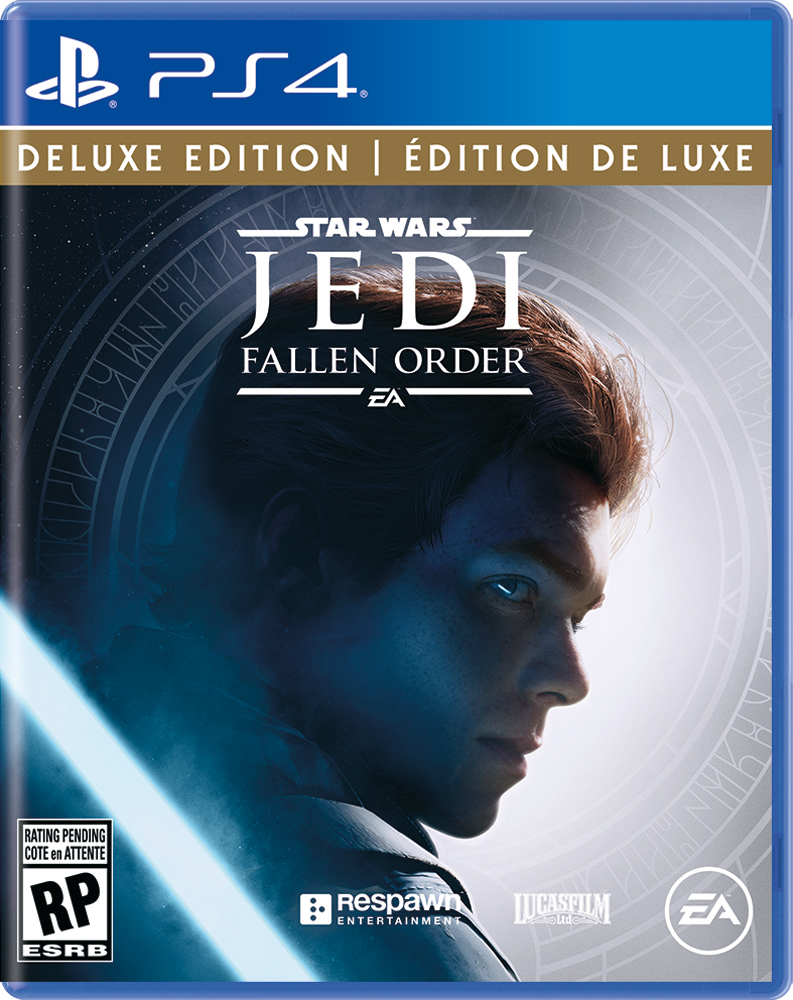 PS4
DELUXE EDITION | ÉDITION DE LUXE
STAR WARS
JEDI
FALLEN ORDER™
EA
RATING PENDING
COTE en ATTENTE
RP
ESRB
Respawn
ENTERTAINMENT
LUCASFILM
Ltd
EA